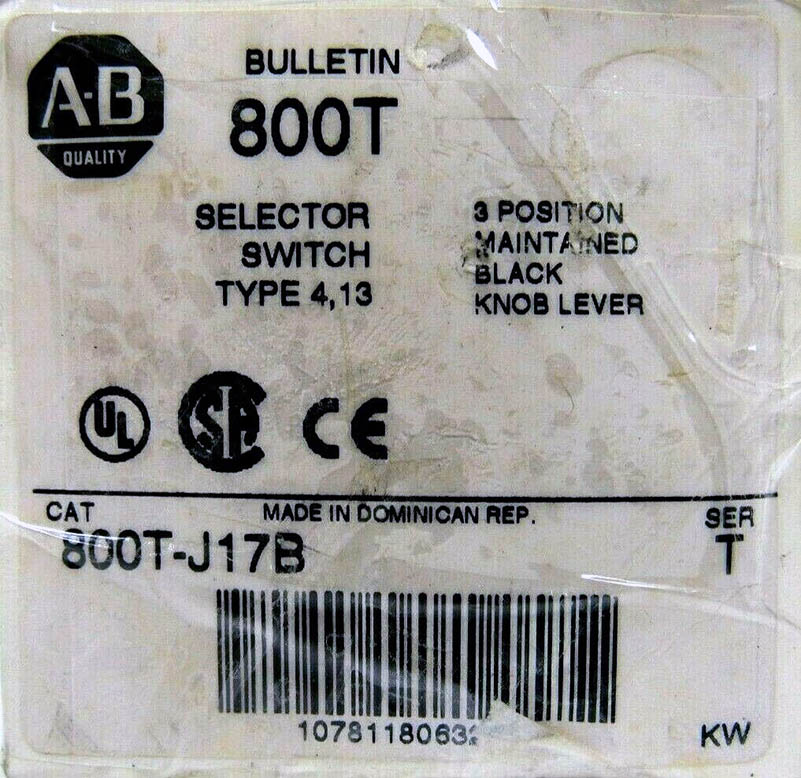 A-B
QUALITY
BULLETIN
800T
SELECTOR
SWITCH
TYPE 4,13
3 POSITION
MAINTAINED
BLACK
KNOB LEVER
UL
CSA
CE
CAT
MADE IN DOMINICAN REP.
SER
800T-J17B
T
KW